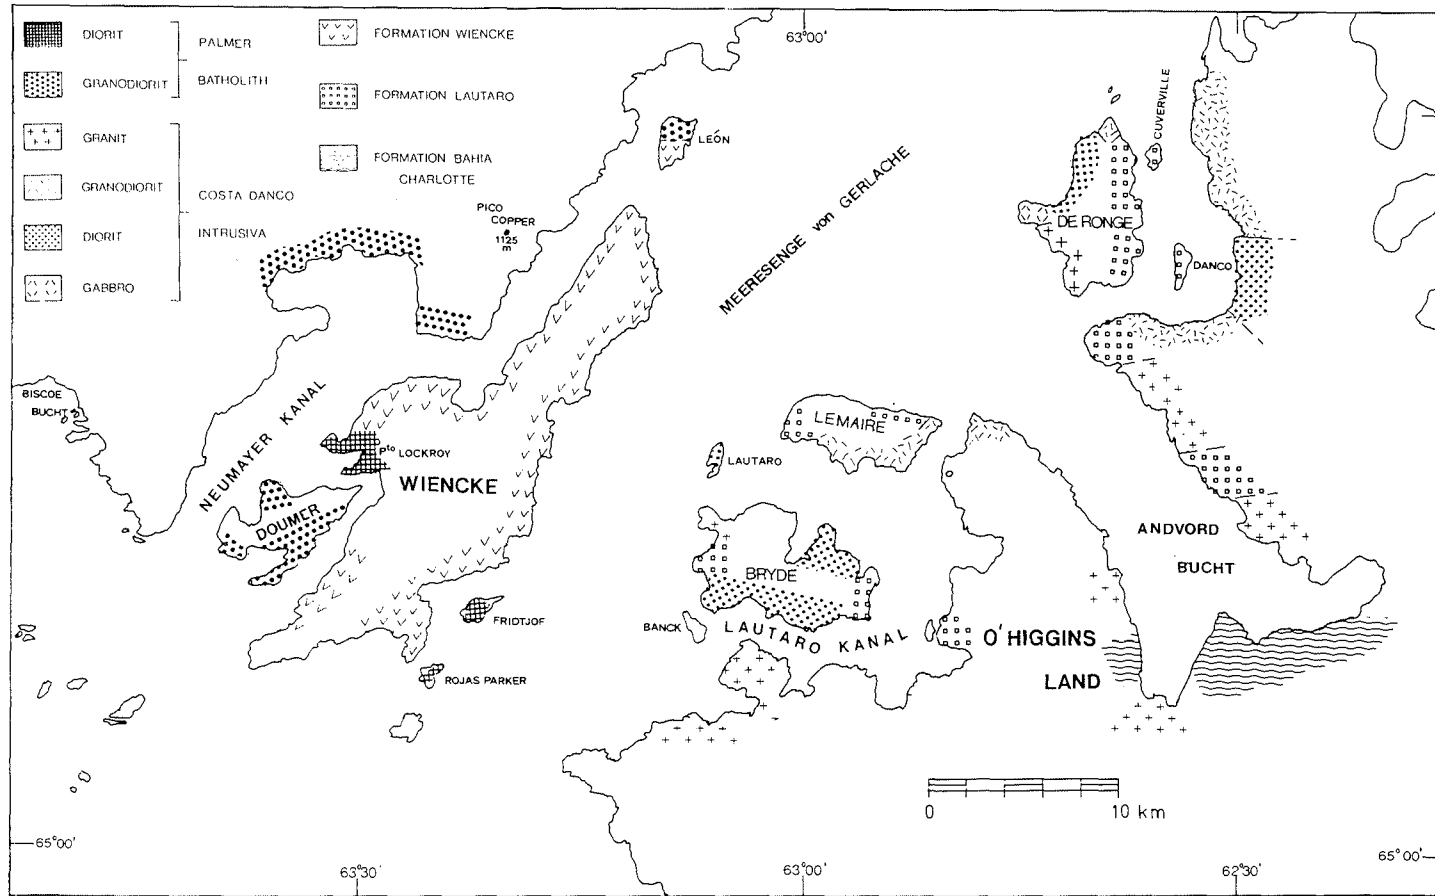 DIORIT
PALMER
GRANODIORIT
BATHOLITH
GRANIT
GRANODIORIT
COSTA DANCO
DIORIT
INTRUSIVA
GABBRO
FORMATION WIENCKE
FORMATION LAUTARO
FORMATION BAHIA
CHARLOTTE
63°00'
LEÓN
CUVERVILLE
PICO
COPPER
1125
m
MEERESENGE von GERLACHE
DE RONGE
DANCO
BISCOE
BUCHT
NEUMAYER KANAL
Pto LOCKROY
WIENCKE
DOUMER
LEMAIRE
LAUTARO
BRYDE
ANDVORD
BUCHT
FRIDTJOF
BANCK
LAUTARO KANAL
O'HIGGINS
LAND
ROJAS PARKER
0 10 km
65°00'
63°30'
63°00'
62°30'
65°00'